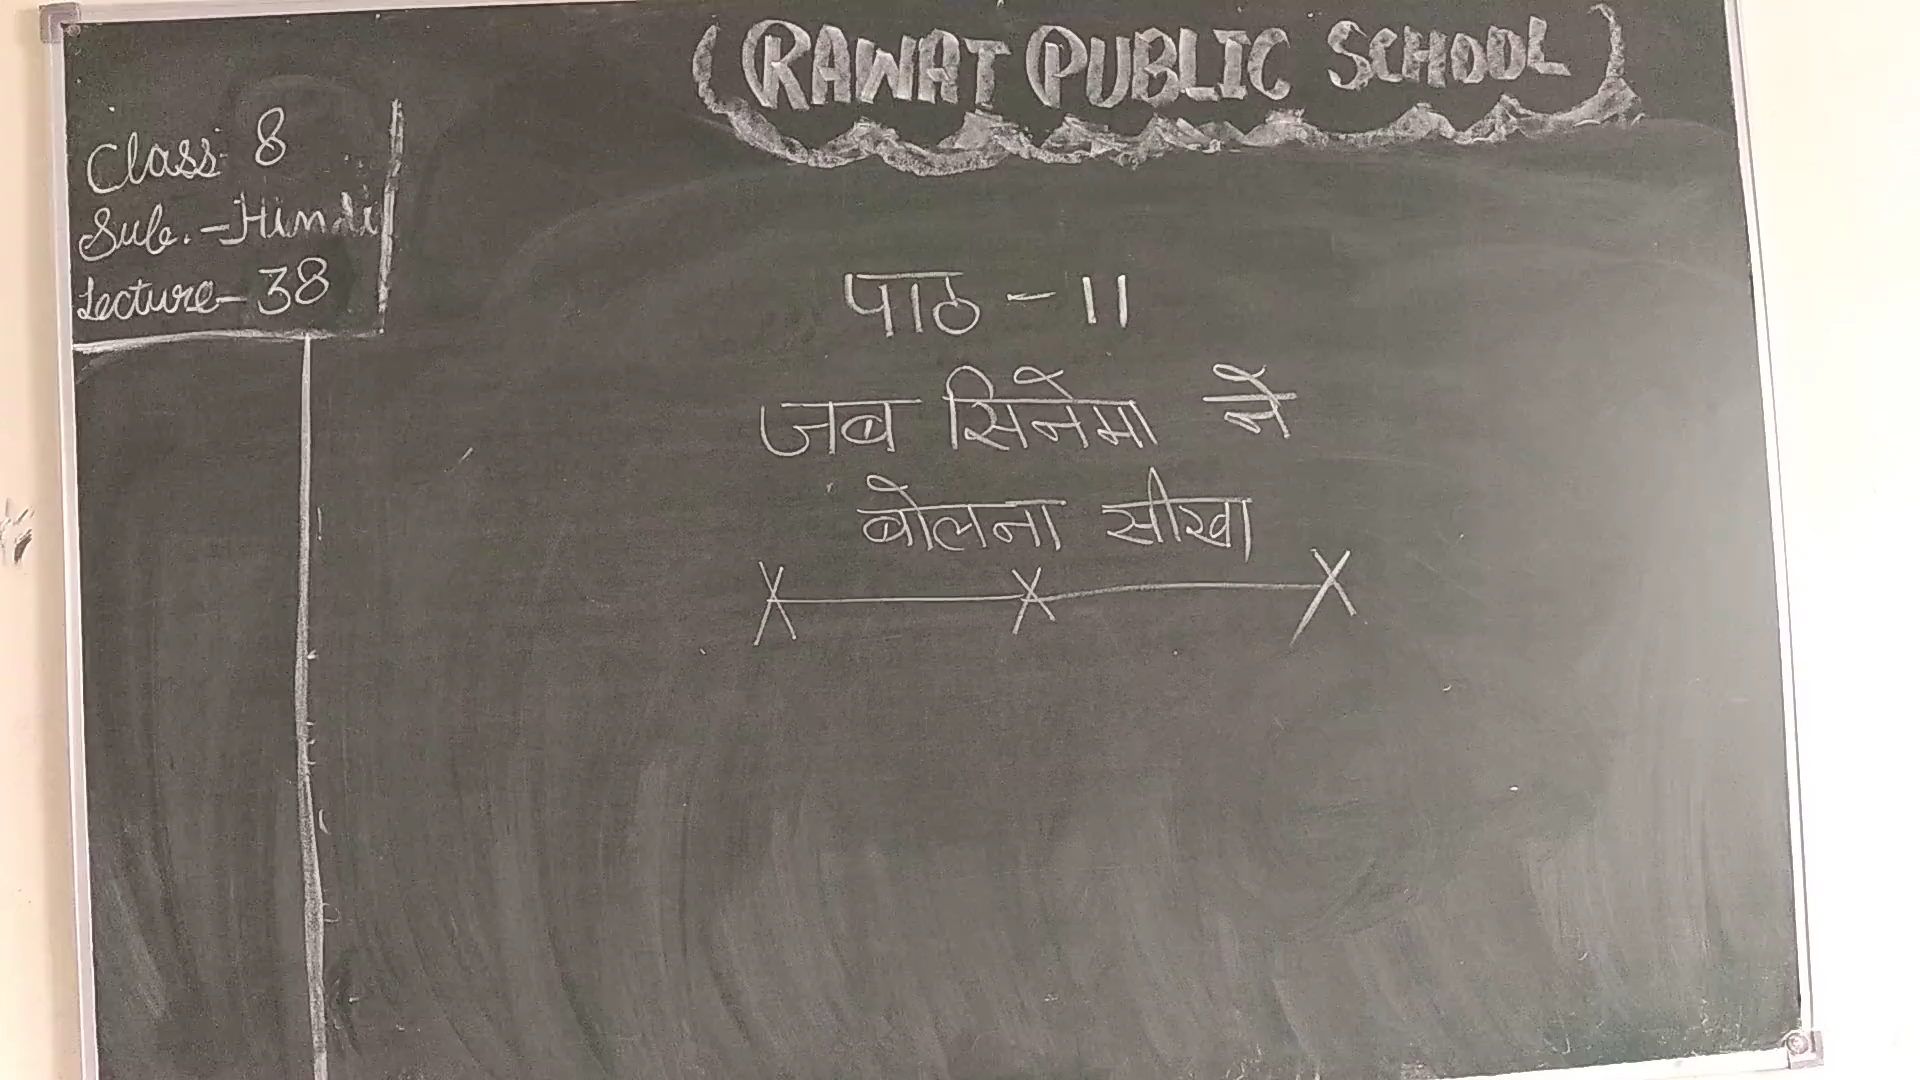 (RAWAT PUBLIC SCHOOL)
Class 8
Sub. - Hindi
Lecture - 38
पाठ - 11
जब सिनेमा ने
बोलना सीखा